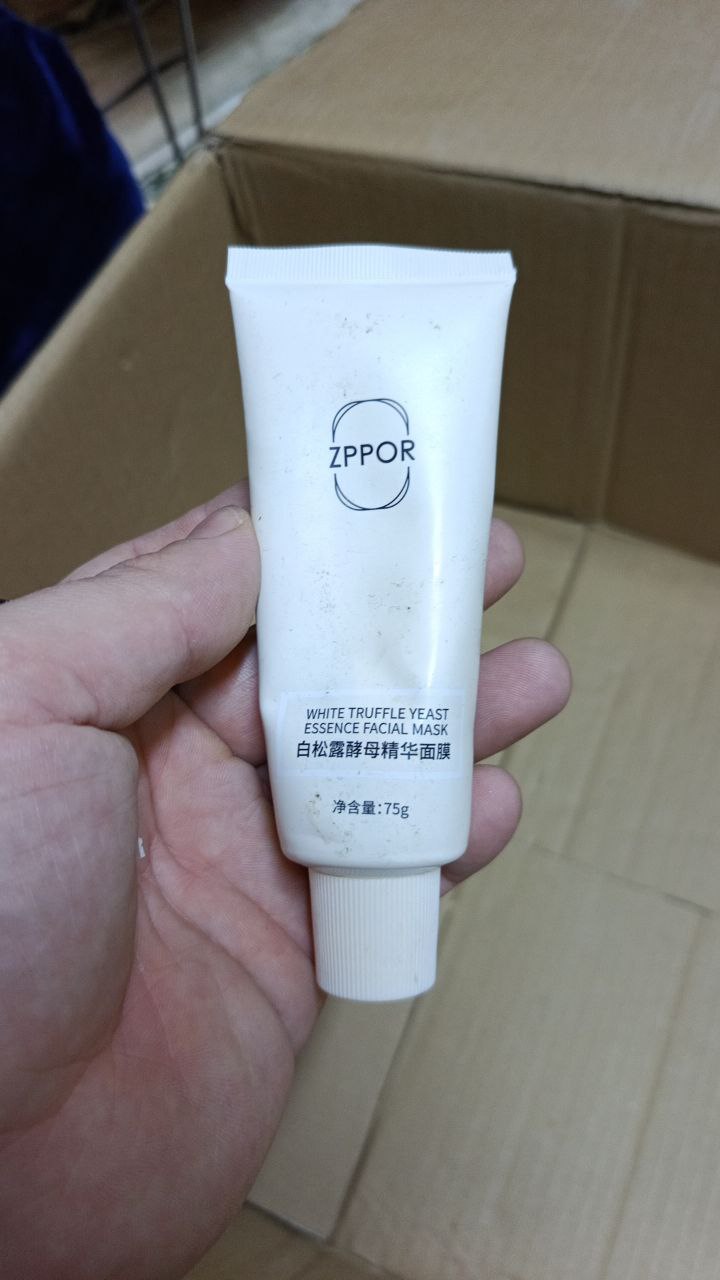 ZPPOR
WHITE TRUFFLE YEAST
ESSENCE FACIAL MASK
白松露酵母精华面膜
净含量:75g